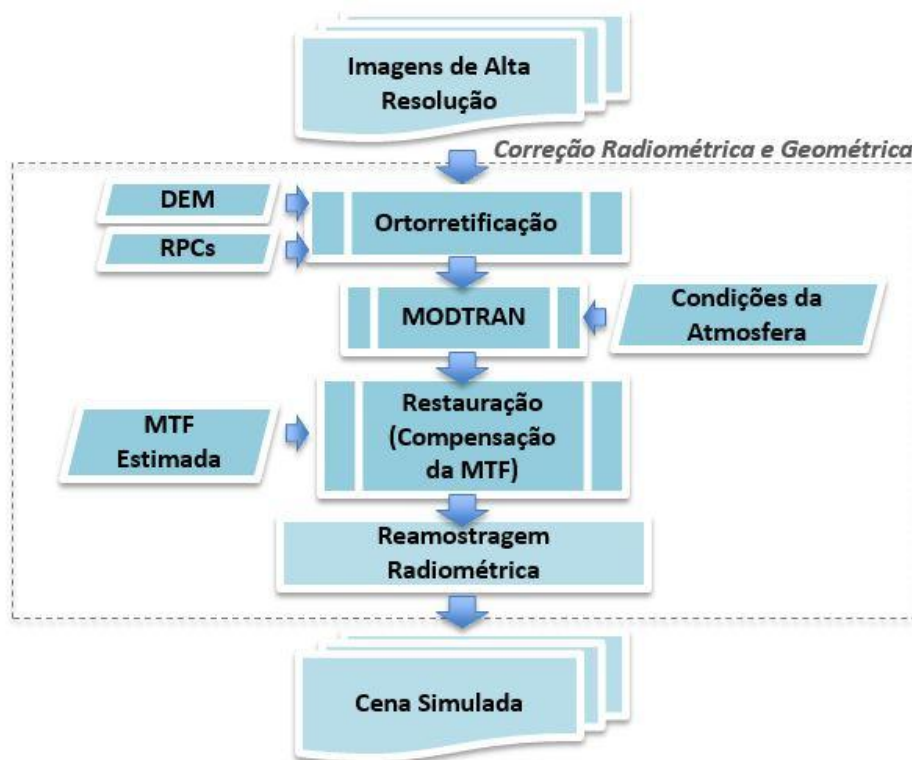 Imagens de Alta
Resolução
Correção Radiométrica e Geométrica
DEM
Ortorretificação
RPCs
MODTRAN
Condições da
Atmosfera
MTF
Estimada
Restauração
(Compensação
da MTF)
Reamostragem
Radiométrica
Cena Simulada